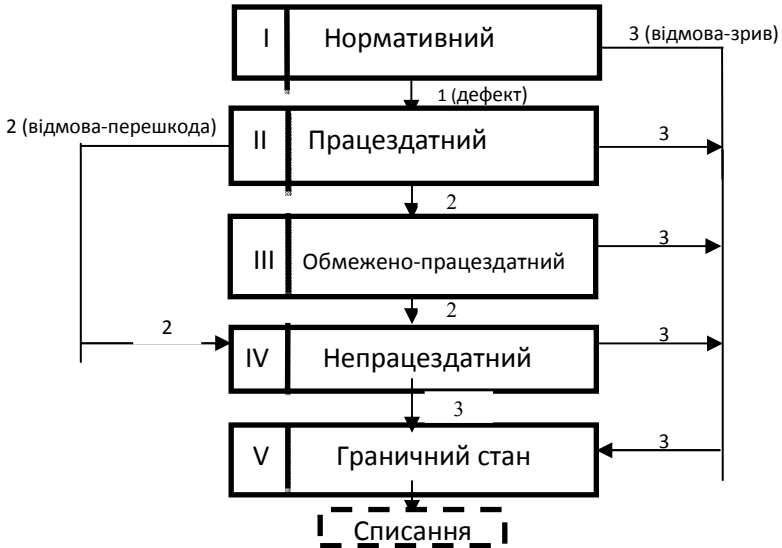 I Нормативний 3 (відмова-зрив)
1 (дефект)
2 (відмова-перешкода) II Працездатний 3
2
III Обмежено-працездатний 3
2
2 IV Непрацездатний 3
3
V Граничний стан 3
Списання